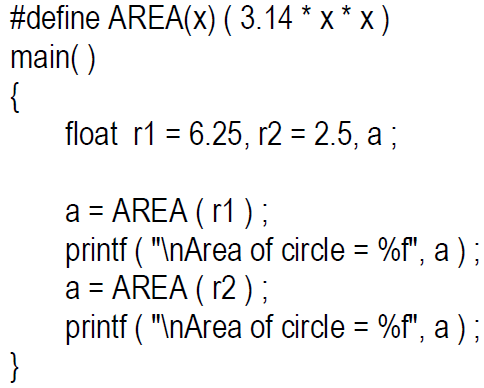 #define AREA(x) ( 3.14 * x * x )
main( )
{
float  r1 = 6.25, r2 = 2.5, a ;
a = AREA ( r1 ) ;
printf ( "\nArea of circle = %f", a ) ;
a = AREA ( r2 ) ;
printf ( "\nArea of circle = %f", a ) ;
}